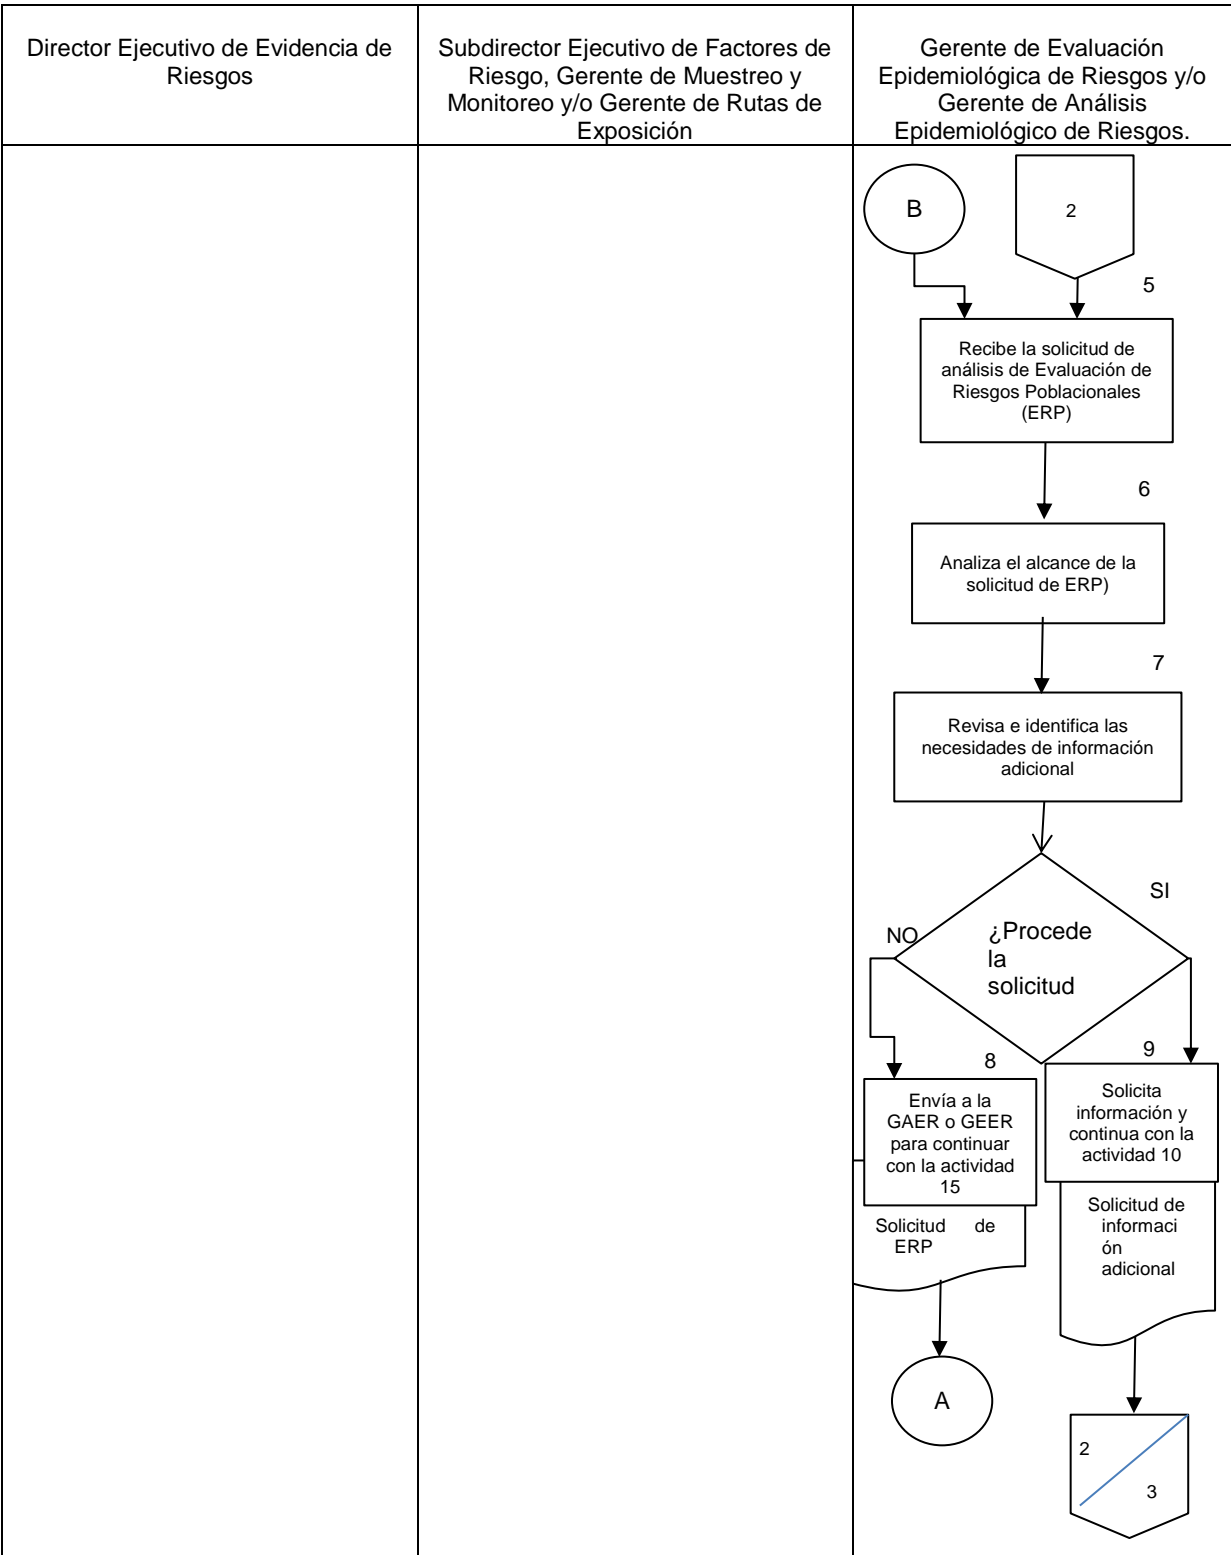 Director Ejecutivo de Evidencia de
Riesgos
Subdirector Ejecutivo de Factores de
Riesgo, Gerente de Muestreo y
Monitoreo y/o Gerente de Rutas de
Exposición
Gerente de Evaluación
Epidemiológica de Riesgos y/o
Gerente de Análisis
Epidemiológico de Riesgos.
B
2
5
Recibe la solicitud de
análisis de Evaluación de
Riesgos Poblacionales
(ERP)
6
Analiza el alcance de la
solicitud de ERP)
7
Revisa e identifica las
necesidades de información
adicional
SI
NO
¿Procede
la
solicitud
8
Envía a la
GAER o GEER
para continuar
con la actividad
15
Solicitud de
ERP
A
9
Solicita
información y
continua con la
actividad 10
Solicitud de
informaci
ón
adicional
2
3